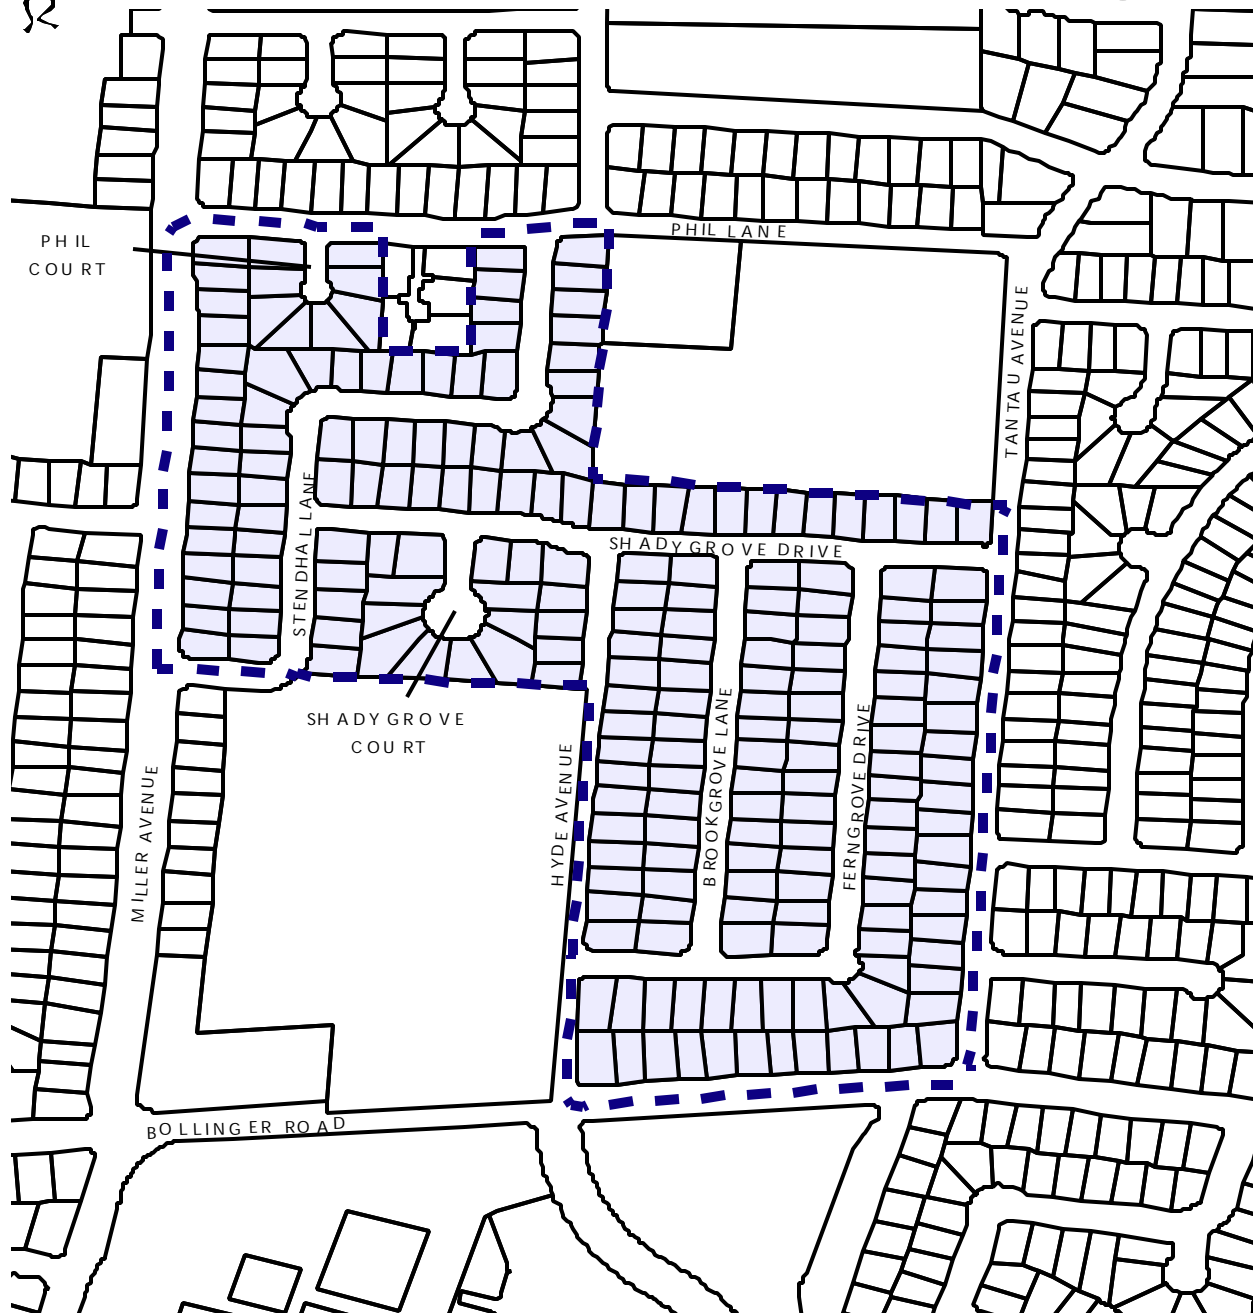 PHIL LANE
PHIL
COURT
TANTAU AVENUE
STENDHAL LANE
SHADYGROVE DRIVE
SHADYGROVE
COURT
HYDE AVENUE
BROOKGROVE LANE
FERNGROVE DRIVE
MILLER AVENUE
BOLLINGER ROAD